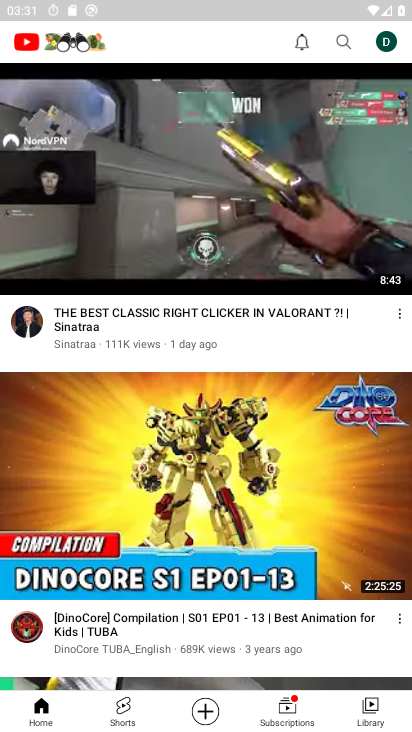 03:31
WON
NordVPN
8:43
THE BEST CLASSIC RIGHT CLICKER IN VALORANT ?! |
Sinatraa
Sinatraa · 111K views · 1 day ago
DINO CORE
COMPILATION
DINOCORE S1 EP01-13
2:25:25
[DinoCore] Compilation | S01 EP01 - 13 | Best Animation for
Kids | TUBA
DinoCore TUBA_English · 689K views · 3 years ago
D
Home
Shorts
Subscriptions
Library